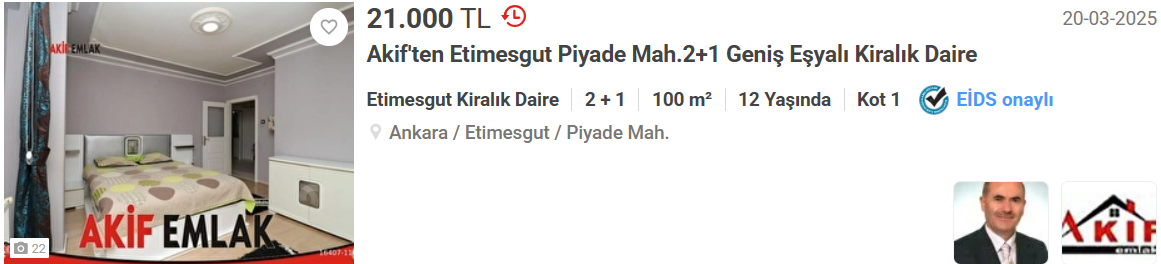 21.000 TL
20-03-2025
Akif'ten Etimesgut Piyade Mah.2+1 Geniş Eşyalı Kiralık Daire
Etimesgut Kiralık Daire 2 + 1 100 m² 12 Yaşında Kot 1 EİDS onaylı
Ankara / Etimesgut / Piyade Mah.
AKİF EMLAK
AKİF EMLAK
22
AKİF
emlak